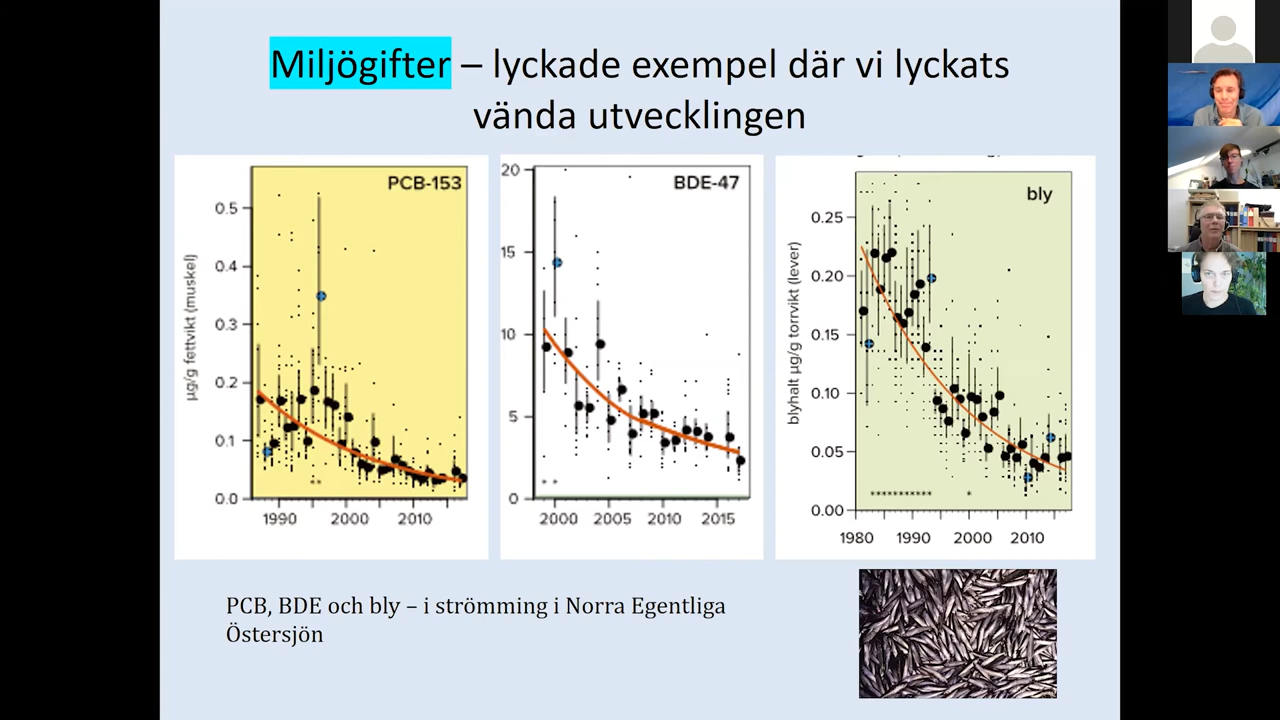 Miljögifter – lyckade exempel där vi lyckats
vända utvecklingen
PCB-153
µg/g fettvikt (muskel)
0.5
0.4
0.3
0.2
0.1
0.0
1990 2000 2010
BDE-47
20
15
10
5
0
2000 2005 2010 2015
bly
blyhalt µg/g torrvikt (lever)
0.25
0.20
0.15
0.10
0.05
0.00
1980 1990 2000 2010
PCB, BDE och bly – i strömming i Norra Egentliga
Östersjön